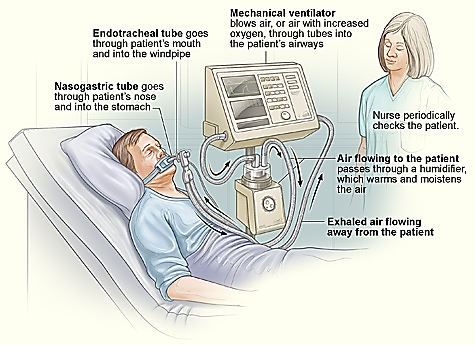 Mechanical ventilator
blows air, or air with increased
oxygen, through tubes into
the patient's airways
Endotracheal tube goes
through patient's mouth
and into the windpipe
Nasogastric tube goes
through patient's nose
and into the stomach
Nurse periodically
checks the patient.
Air flowing to the patient
passes through a humidifier,
which warms and moistens
the air
Exhaled air flowing
away from the patient